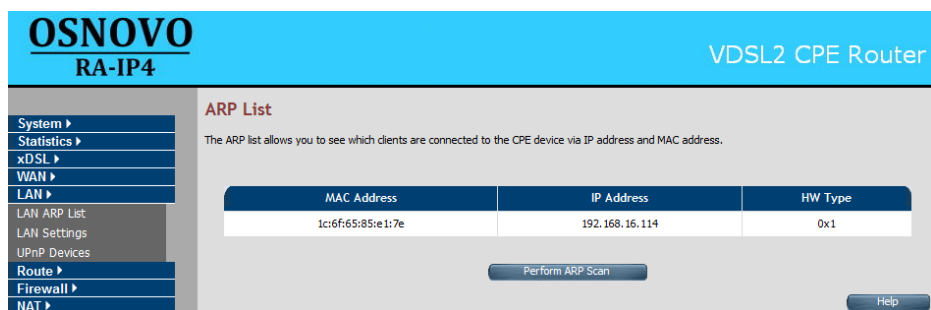 OSNOVO
RA-IP4
VDSL2 CPE Router
System
Statistics
xDSL
WAN
LAN
LAN ARP List
LAN Settings
UPnP Devices
Route
Firewall
NAT
ARP List
The ARP list allows you to see which clients are connected to the CPE device via IP address and MAC address.
MAC Address IP Address HW Type
1c:6f:65:85:e1:7e 192.168.16.114 0x1
Perform ARP Scan
Help